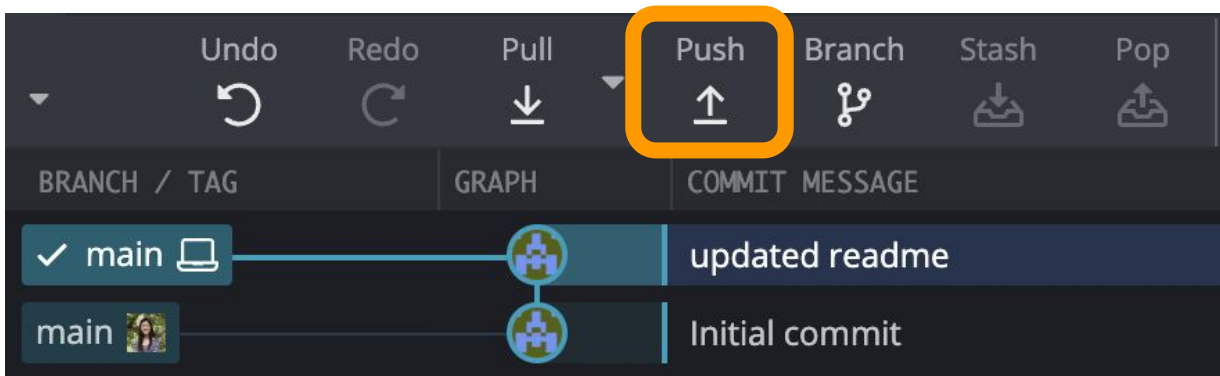 Undo Redo Pull Push Branch Stash Pop
BRANCH / TAG GRAPH COMMIT MESSAGE
main updated readme
main Initial commit